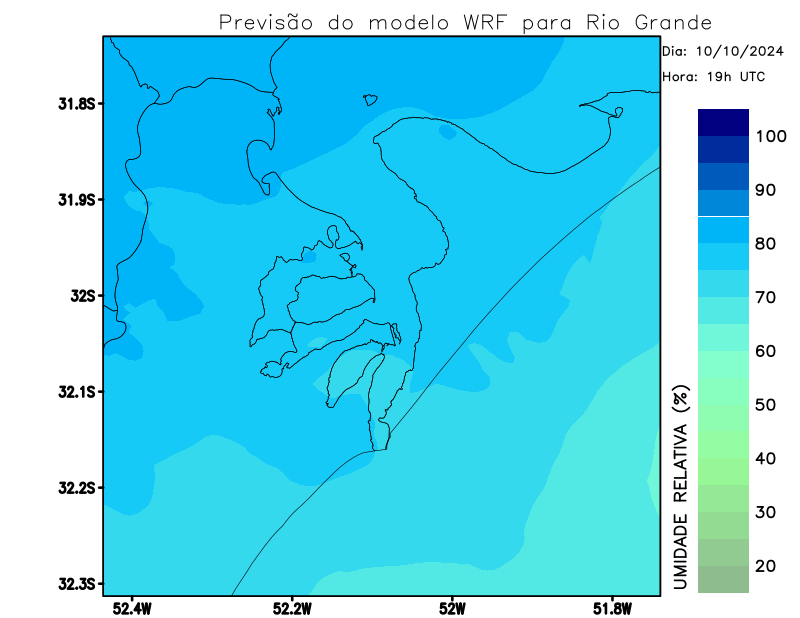 Previsão do modelo WRF para Rio Grande
Dia: 10/10/2024
Hora: 19h UTC
31.8S
31.9S
32S
32.1S
32.2S
32.3S
52.4W
52.2W
52W
51.8W
100
90
80
70
60
50
40
30
20
UMIDADE RELATIVA (%)